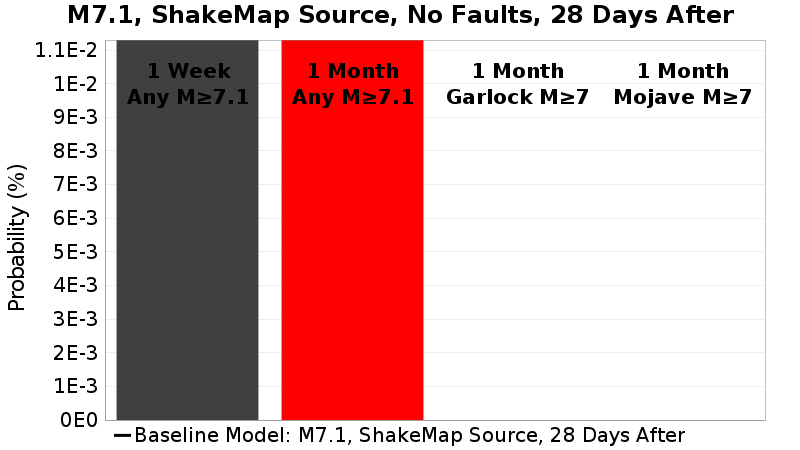 M7.1, ShakeMap Source, No Faults, 28 Days After
Probability (%)
1.1E-2
1E-2
9E-3
8E-3
7E-3
6E-3
5E-3
4E-3
3E-3
2E-3
1E-3
0E0
1 Week
Any M≥7.1
1 Month
Any M≥7.1
1 Month
Garlock M≥7
1 Month
Mojave M≥7
Baseline Model: M7.1, ShakeMap Source, 28 Days After